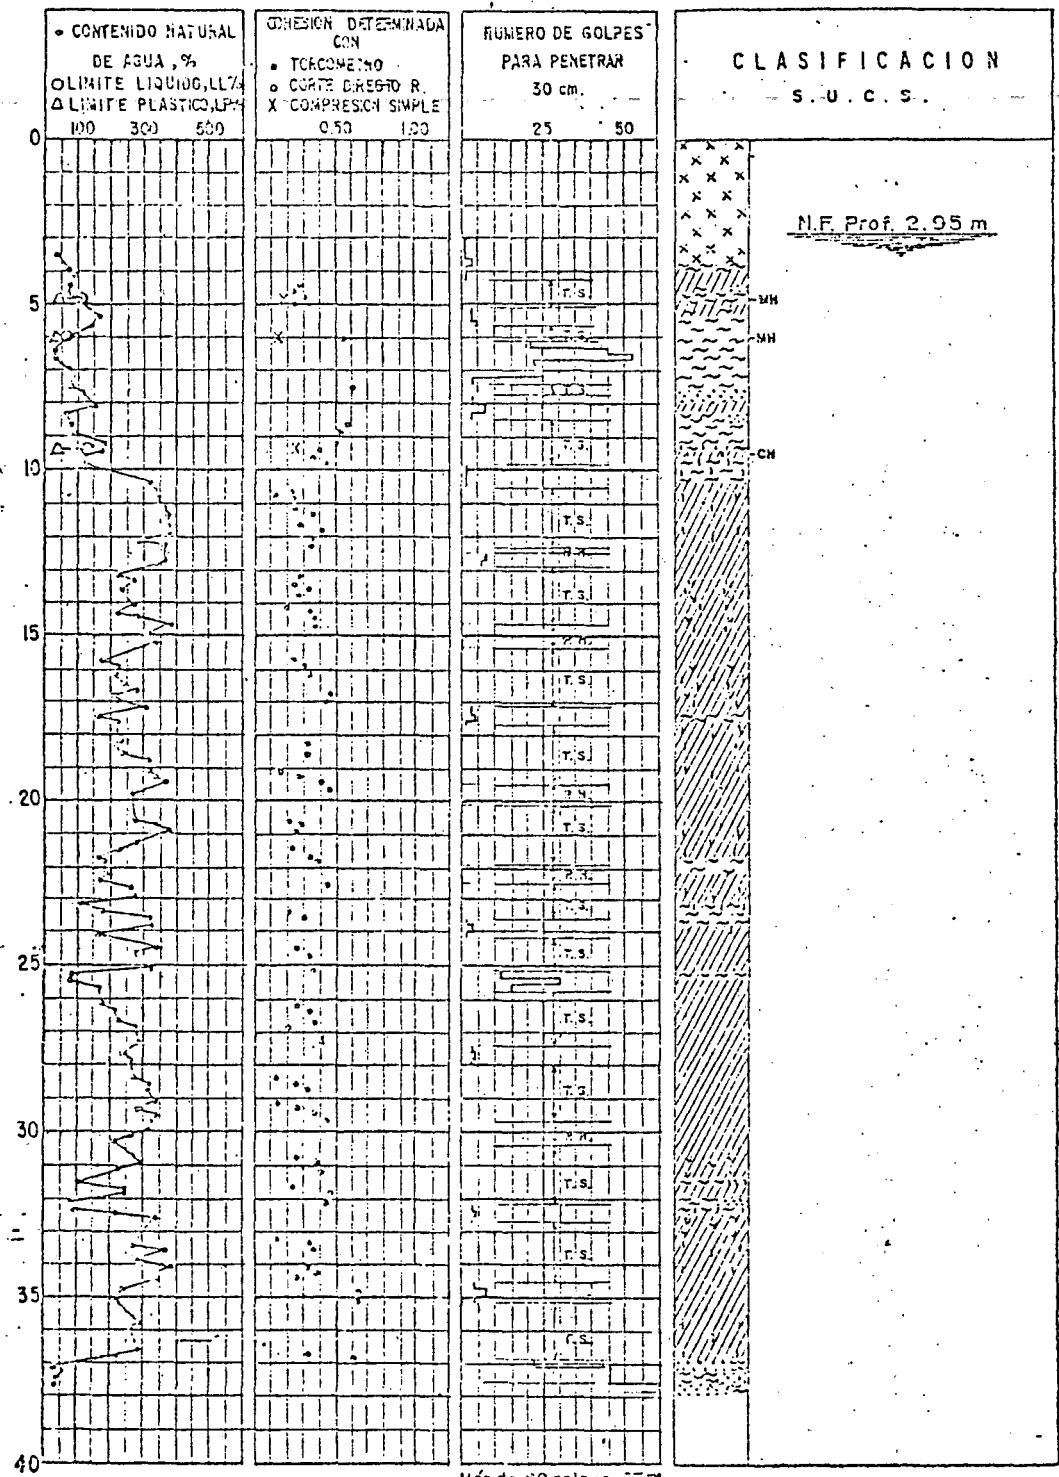 • CONTENIDO NATURAL
DE AGUA, %
O LIMITE LIQUIDO, LL%
Δ LIMITE PLASTICO, LP%
100 300 500
COHESION DETERMINADA
CON
• TORCOMETRO
o CORTE DIRECTO R.
X COMPRESION SIMPLE
0.50 1.00
NUMERO DE GOLPES
PARA PENETRAR
30 cm.
25 50
CLASIFICACION
S.U.C.S.
0
N.F. Prof. 2.95 m
T.S.
5
MH
MH
T.S.
CH
10
T.S.
T.S.
15
P.H.
T.S.
T.S.
20
P.H.
T.S.
P.H.
T.S.
25
T.S.
T.S.
T.S.
30
P.H.
T.S.
T.S.
35
T.S.
40